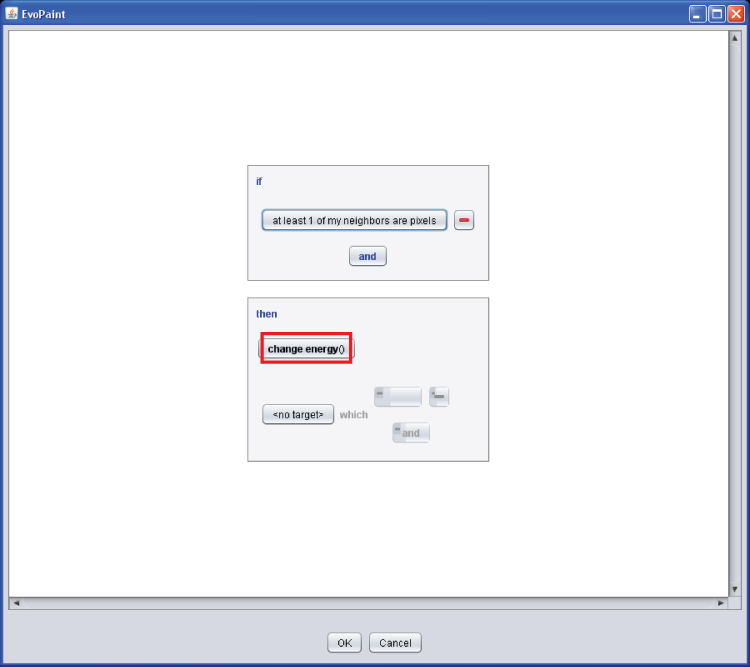 EvoPaint
if
at least 1 of my neighbors are pixels
and
then
change energy()
<no target> which
and
OK Cancel